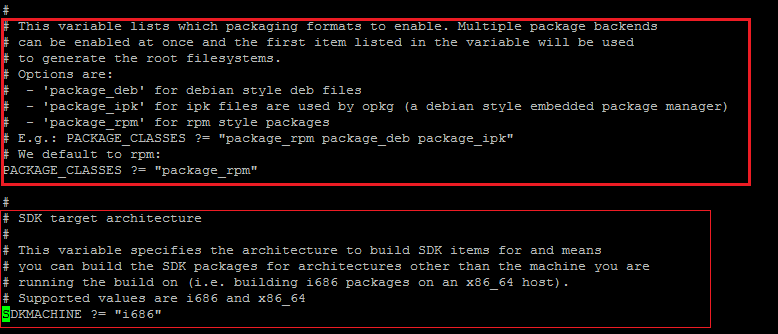 #
# This variable lists which packaging formats to enable. Multiple package backends
# can be enabled at once and the first item listed in the variable will be used
# to generate the root filesystems.
# Options are:
#  - 'package_deb' for debian style deb files
#  - 'package_ipk' for ipk files are used by opkg (a debian style embedded package manager)
#  - 'package_rpm' for rpm style packages
# E.g.: PACKAGE_CLASSES ?= "package_rpm package_deb package_ipk"
# We default to rpm:
PACKAGE_CLASSES ?= "package_rpm"
#
# SDK target architecture
#
# This variable specifies the architecture to build SDK items for and means
# you can build the SDK packages for architectures other than the machine you are
# running the build on (i.e. building i686 packages on an x86_64 host).
# Supported values are i686 and x86_64
SDKMACHINE ?= "i686"